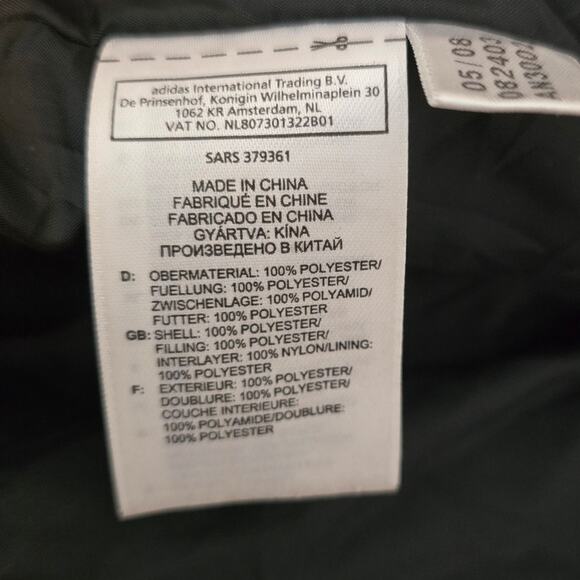 adidas International Trading B.V.
De Prinsenhof, Konigin Wilhelminaplein 30
1062 KR Amsterdam, NL
VAT NO. NL807301322B01
SARS 379361
MADE IN CHINA
FABRIQUÉ EN CHINE
FABRICADO EN CHINA
GYÁRTVA: KÍNA
ПРОИЗВЕДЕНО В КИТАЙ
D: OBERMATERIAL: 100% POLYESTER/
FUELLUNG: 100% POLYESTER/
ZWISCHENLAGE: 100% POLYAMID/
FUTTER: 100% POLYESTER
GB: SHELL: 100% POLYESTER/
FILLING: 100% POLYESTER/
INTERLAYER: 100% NYLON/LINING:
100% POLYESTER
F: EXTERIEUR: 100% POLYESTER/
DOUBLURE: 100% POLYESTER/
COUCHE INTERIEURE:
100% POLYAMIDE/DOUBLURE:
100% POLYESTER
05/08
082403